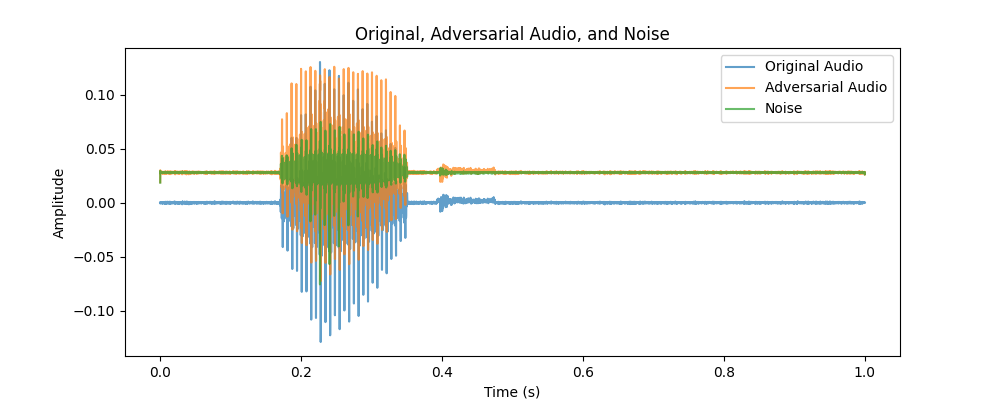 Original, Adversarial Audio, and Noise
Original Audio
Adversarial Audio
Noise
Amplitude
0.10
0.05
0.00
−0.05
−0.10
0.0 0.2 0.4 0.6 0.8 1.0
Time (s)